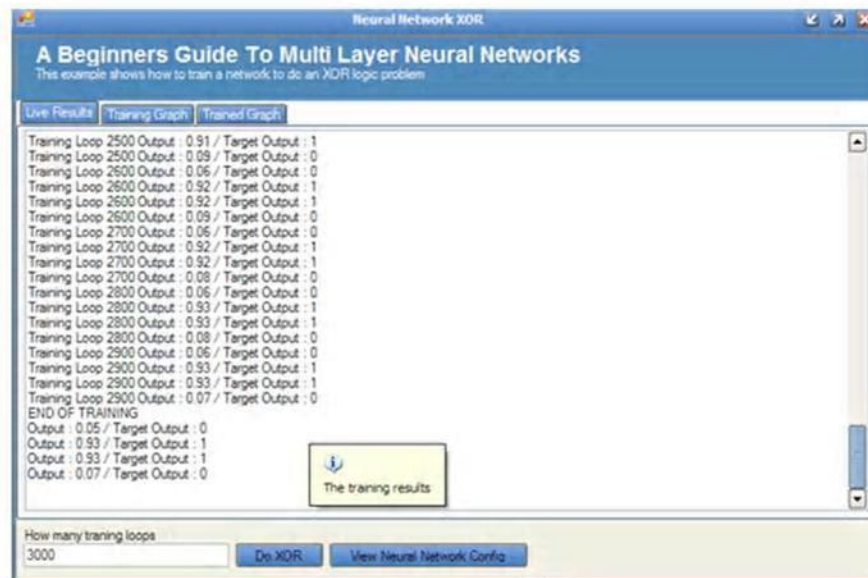 Neural Network XOR
A Beginners Guide To Multi Layer Neural Networks
This example shows how to train a network to do an XOR logic problem
Live Results Training Graph Trained Graph
Training Loop 2500 Output : 0.91 / Target Output : 1
Training Loop 2500 Output : 0.09 / Target Output : 0
Training Loop 2600 Output : 0.06 / Target Output : 0
Training Loop 2600 Output : 0.92 / Target Output : 1
Training Loop 2600 Output : 0.92 / Target Output : 1
Training Loop 2600 Output : 0.09 / Target Output : 0
Training Loop 2700 Output : 0.06 / Target Output : 0
Training Loop 2700 Output : 0.92 / Target Output : 1
Training Loop 2700 Output : 0.92 / Target Output : 1
Training Loop 2700 Output : 0.08 / Target Output : 0
Training Loop 2800 Output : 0.06 / Target Output : 0
Training Loop 2800 Output : 0.93 / Target Output : 1
Training Loop 2800 Output : 0.93 / Target Output : 1
Training Loop 2800 Output : 0.08 / Target Output : 0
Training Loop 2900 Output : 0.06 / Target Output : 0
Training Loop 2900 Output : 0.93 / Target Output : 1
Training Loop 2900 Output : 0.93 / Target Output : 1
Training Loop 2900 Output : 0.07 / Target Output : 0
END OF TRAINING
Output : 0.05 / Target Output : 0
Output : 0.93 / Target Output : 1
Output : 0.93 / Target Output : 1
Output : 0.07 / Target Output : 0
The training results
How many traning loops
3000 Do XOR View Neural Network Config